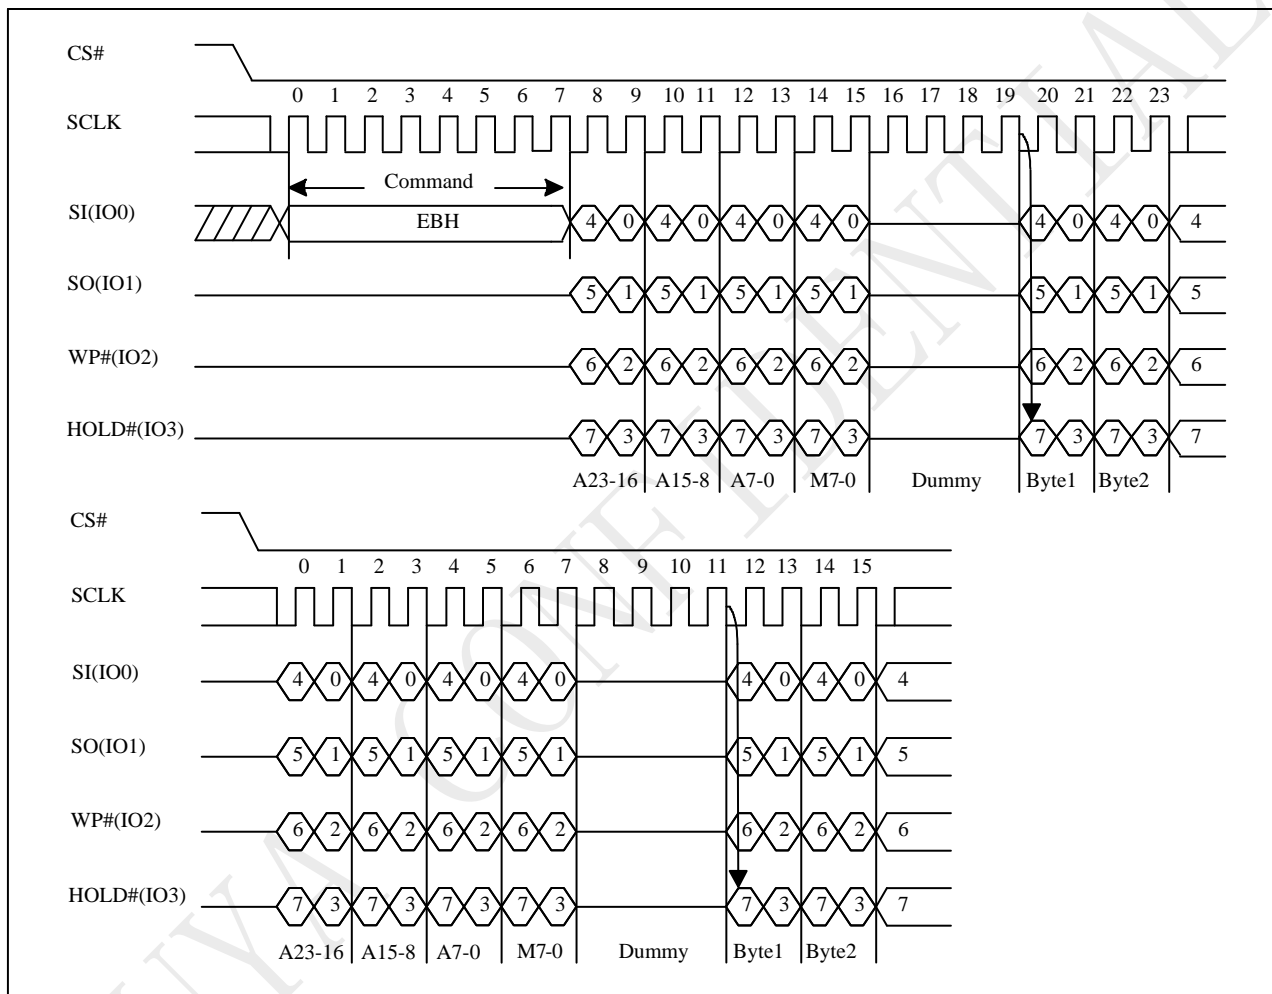 CS#
0 1 2 3 4 5 6 7 8 9 10 11 12 13 14 15 16 17 18 19 20 21 22 23
SCLK
Command
SI(IO0) EBH 4 0 4 0 4 0 4 0 4 0 4 0 4
SO(IO1) 5 1 5 1 5 1 5 1 5 1 5 1 5
WP#(IO2) 6 2 6 2 6 2 6 2 6 2 6 2 6
HOLD#(IO3) 7 3 7 3 7 3 7 3 7 3 7 3 7
A23-16 A15-8 A7-0 M7-0 Dummy Byte1 Byte2
CS#
0 1 2 3 4 5 6 7 8 9 10 11 12 13 14 15
SCLK
SI(IO0) 4 0 4 0 4 0 4 0 4 0 4 0 4
SO(IO1) 5 1 5 1 5 1 5 1 5 1 5 1 5
WP#(IO2) 6 2 6 2 6 2 6 2 6 2 6 2 6
HOLD#(IO3) 7 3 7 3 7 3 7 3 7 3 7 3 7
A23-16 A15-8 A7-0 M7-0 Dummy Byte1 Byte2
CONFIDENTIAL